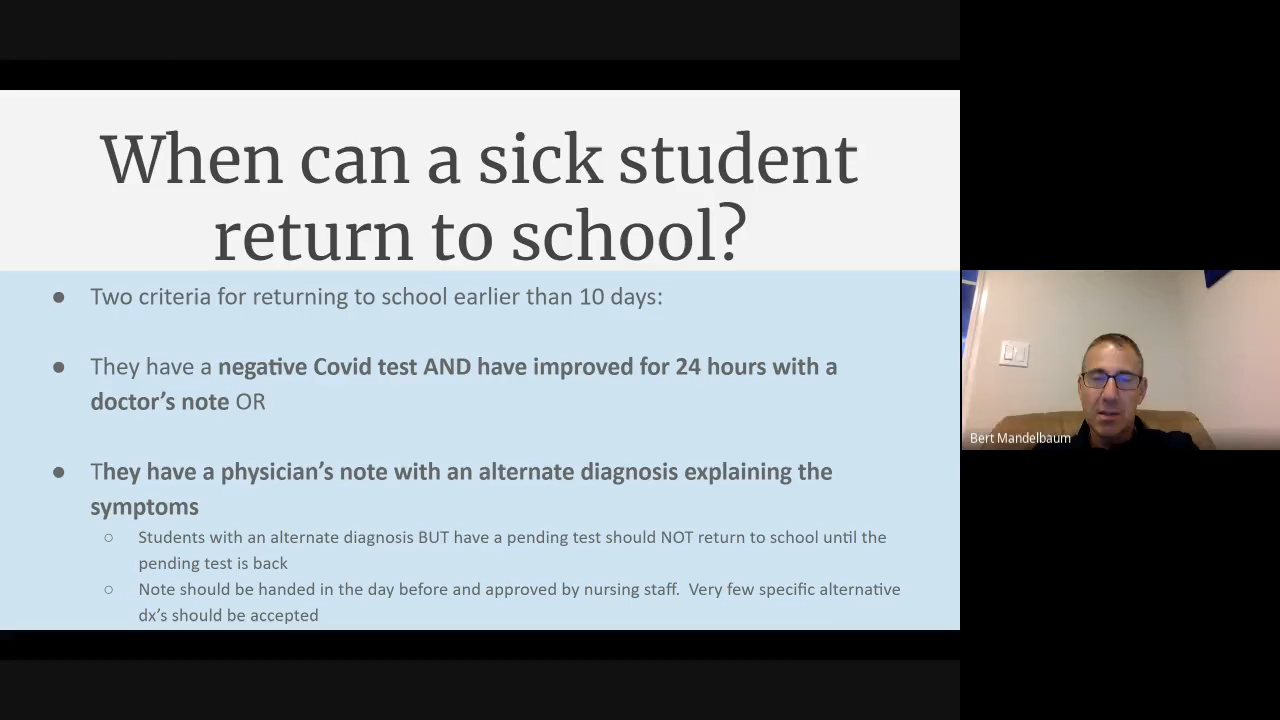 When can a sick student
return to school?
● Two criteria for returning to school earlier than 10 days:
● They have a negative Covid test AND have improved for 24 hours with a
doctor’s note OR
● They have a physician’s note with an alternate diagnosis explaining the
symptoms
○ Students with an alternate diagnosis BUT have a pending test should NOT return to school until the
pending test is back
○ Note should be handed in the day before and approved by nursing staff.  Very few specific alternative
dx’s should be accepted
Bert Mandelbaum